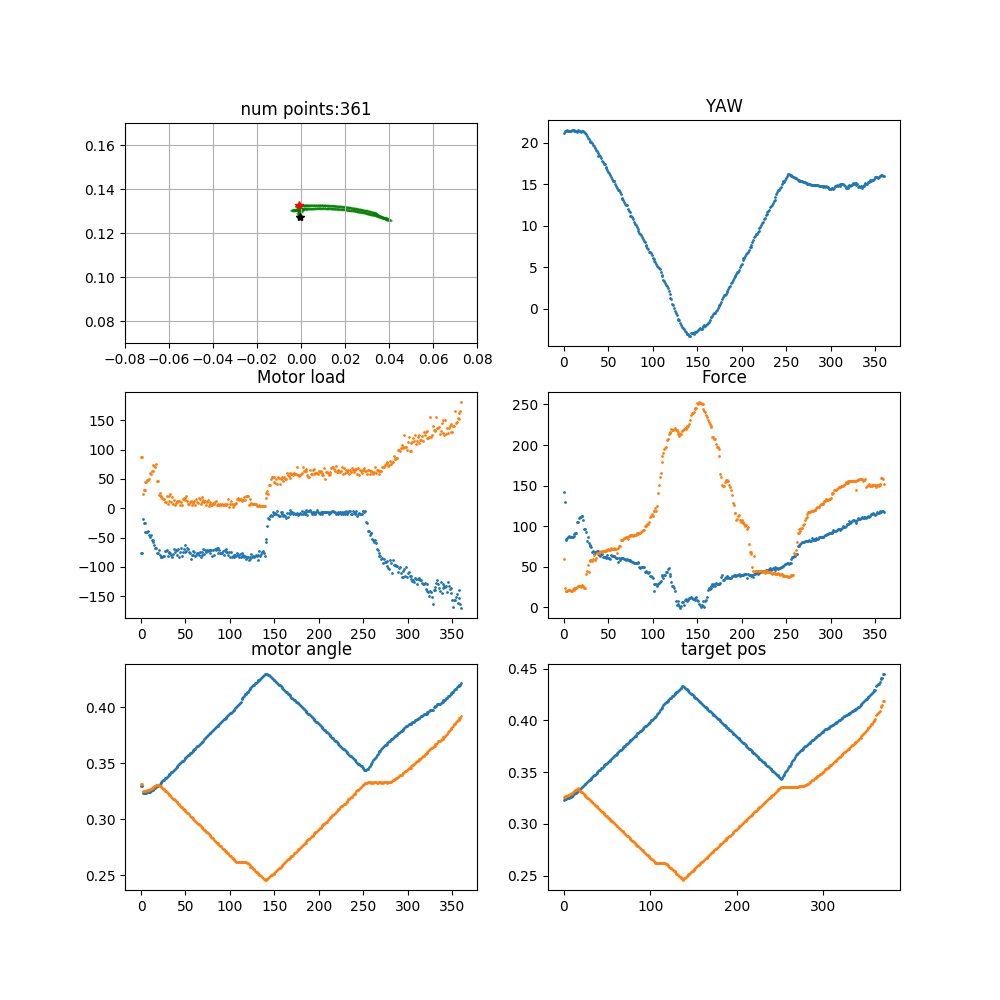 num points:361
YAW
0.16
0.14
0.12
0.10
0.08
−0.08 −0.06 −0.04 −0.02 0.00 0.02 0.04 0.06 0.08
20
15
10
5
0
0 50 100 150 200 250 300 350
Motor load
Force
150
100
50
0
−50
−100
−150
0 50 100 150 200 250 300 350
250
200
150
100
50
0
0 50 100 150 200 250 300 350
motor angle
target pos
0.40
0.35
0.30
0.25
0 50 100 150 200 250 300 350
0.45
0.40
0.35
0.30
0.25
0 100 200 300